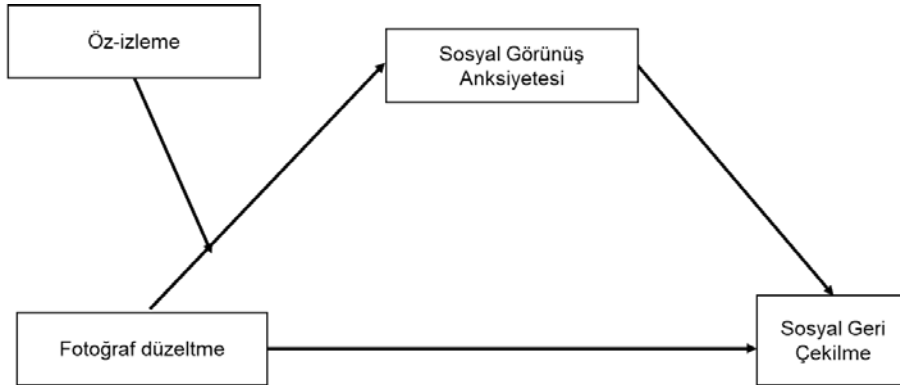 Öz-izleme
Sosyal Görünüş
Anksiyetesi
Fotoğraf düzeltme
Sosyal Geri
Çekilme